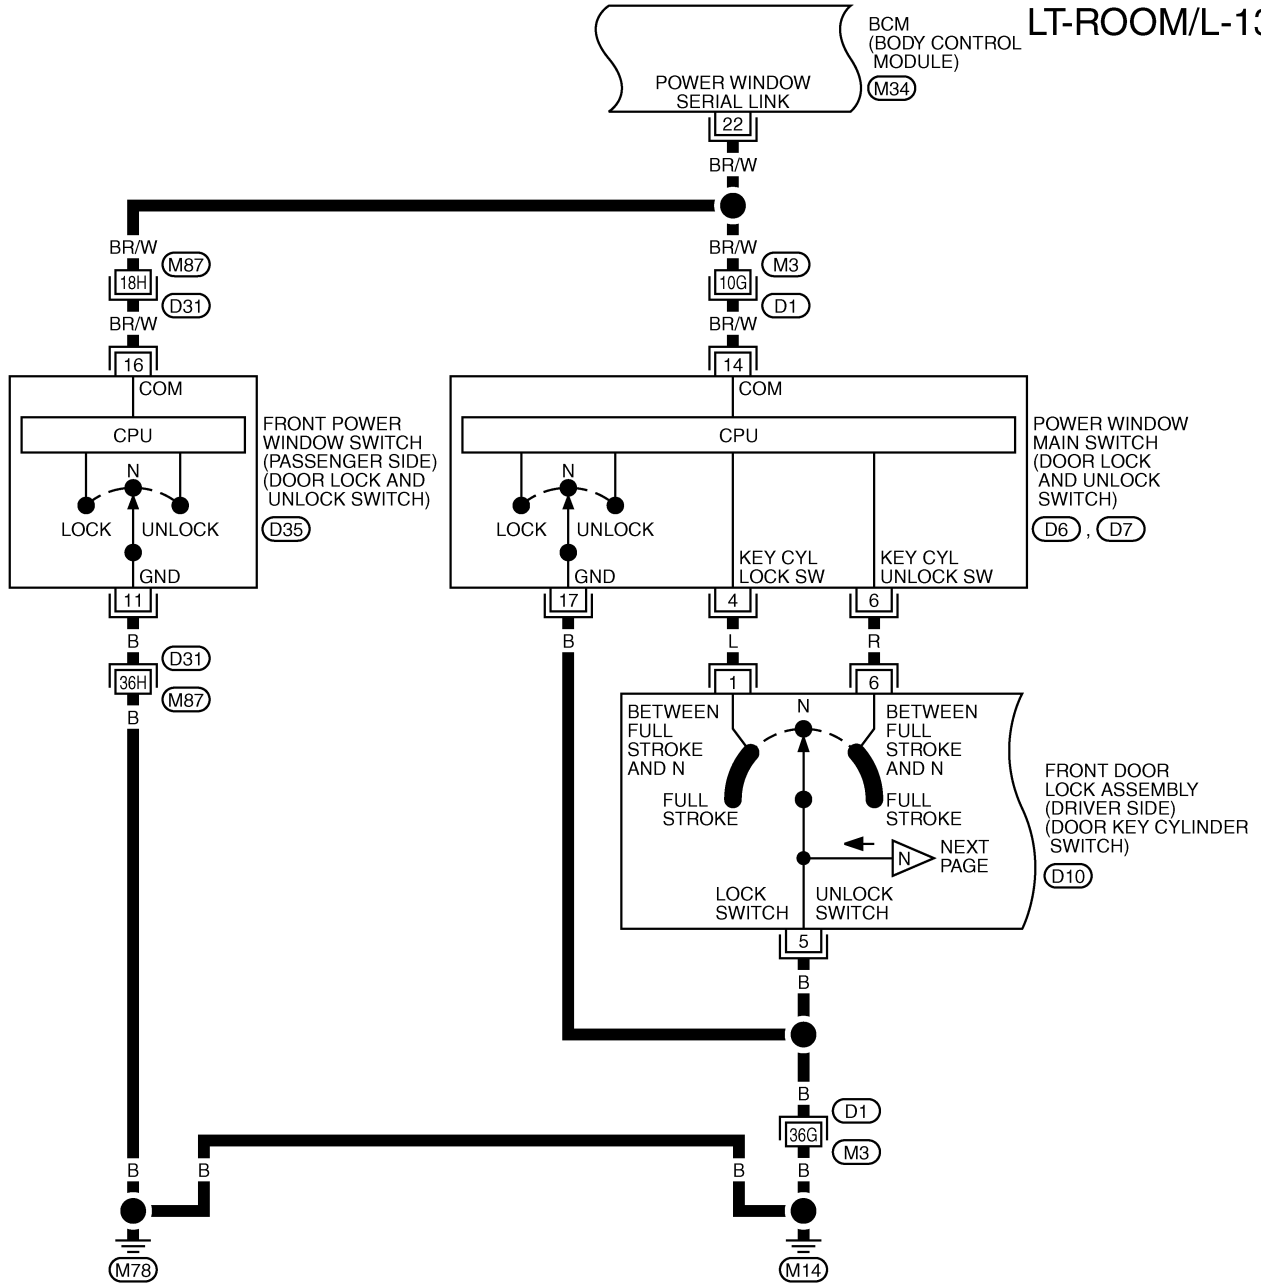 LT-ROOM/L-13
BCM
(BODY CONTROL
MODULE)
M34
POWER WINDOW
SERIAL LINK
22
BR/W
BR/W
M87
18H
D31
BR/W
BR/W
M3
10G
D1
BR/W
16
COM
CPU
N
LOCK
UNLOCK
GND
11
FRONT POWER
WINDOW SWITCH
(PASSENGER SIDE)
(DOOR LOCK AND
UNLOCK SWITCH)
D35
14
COM
CPU
N
LOCK
UNLOCK
GND
KEY CYL
LOCK SW
KEY CYL
UNLOCK SW
17
4
6
POWER WINDOW
MAIN SWITCH
(DOOR LOCK
AND UNLOCK
SWITCH)
D6 , D7
B
D31
36H
M87
B
B
L
R
1
6
BETWEEN
FULL
STROKE
AND N
FULL
STROKE
N
BETWEEN
FULL
STROKE
AND N
FULL
STROKE
N
NEXT
PAGE
LOCK
SWITCH
UNLOCK
SWITCH
5
FRONT DOOR
LOCK ASSEMBLY
(DRIVER SIDE)
(DOOR KEY CYLINDER
SWITCH)
D10
B
B
D1
36G
M3
B
B
B
B
M78
M14